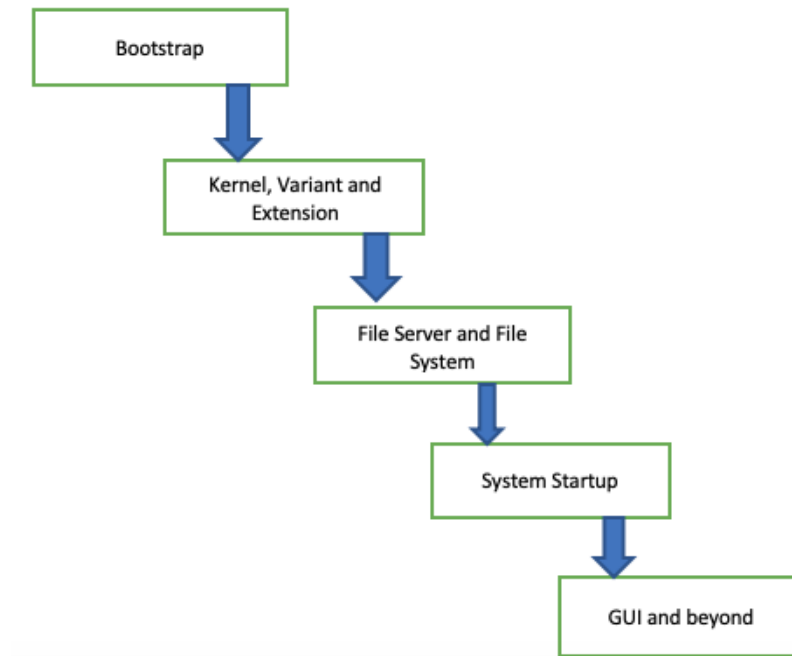 Bootstrap
Kernel, Variant and
Extension
File Server and File
System
System Startup
GUI and beyond